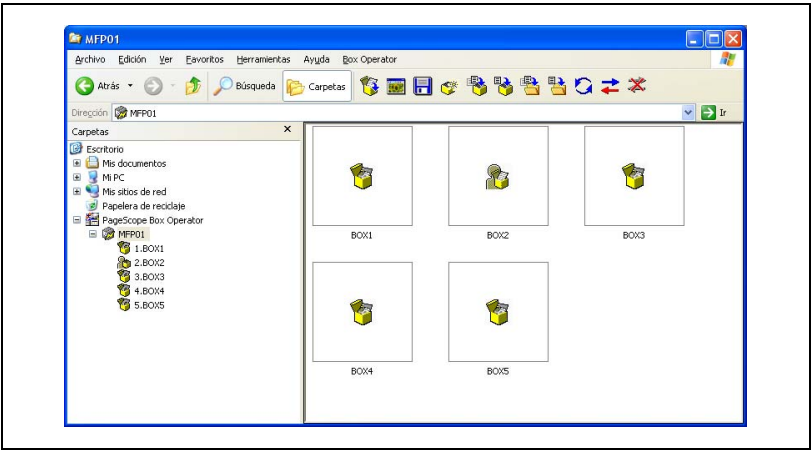 MFP01
Archivo Edición Ver Favoritos Herramientas Ayuda Box Operator
Atrás Búsqueda Carpetas
Dirección MFP01 Ir
Carpetas
Escritorio
Mis documentos
Mi PC
Mis sitios de red
Papelera de reciclaje
PageScope Box Operator
MFP01
1.BOX1
2.BOX2
3.BOX3
4.BOX4
5.BOX5
BOX1 BOX2 BOX3
BOX4 BOX5